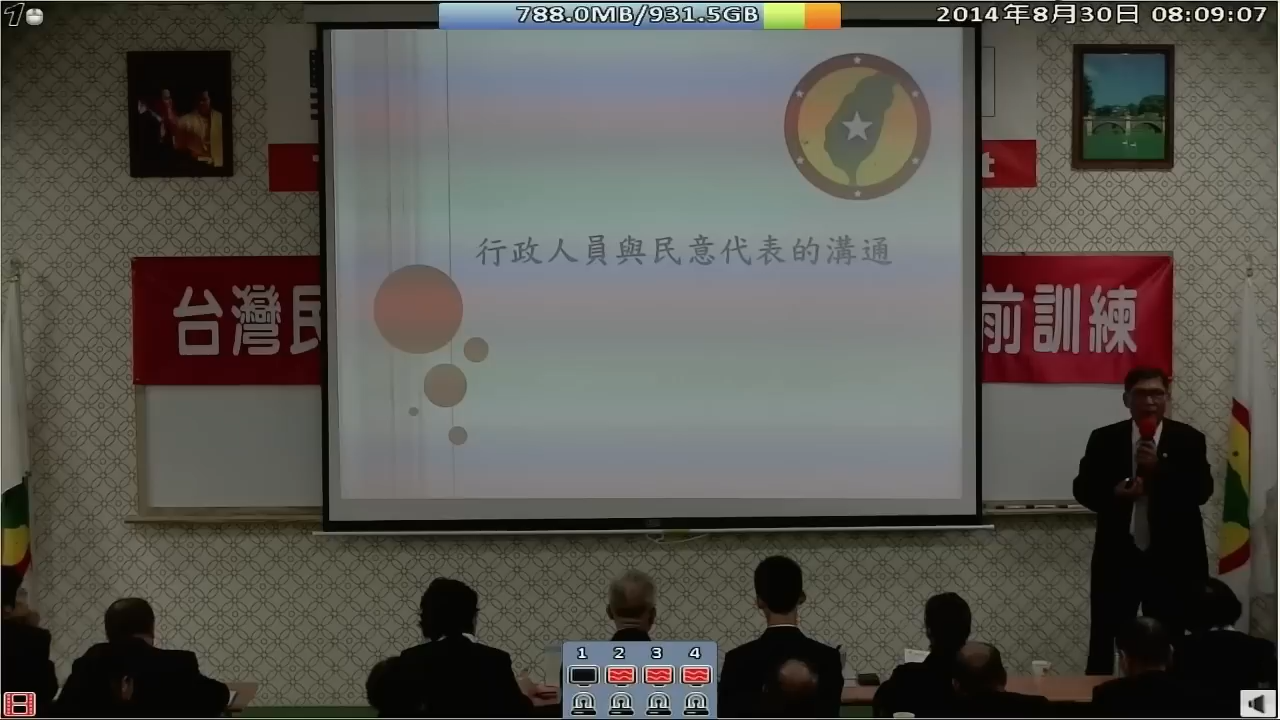 788.0MB/931.5GB
2014年8月30日 08:09:07
行政人員與民意代表的溝通
台灣民
前訓練
1 2 3 4